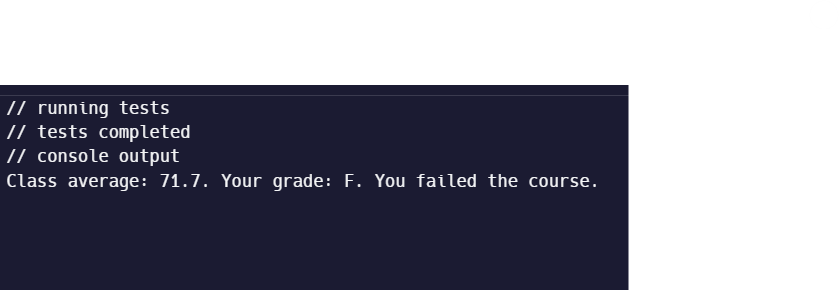 // running tests
// tests completed
// console output
Class average: 71.7. Your grade: F. You failed the course.